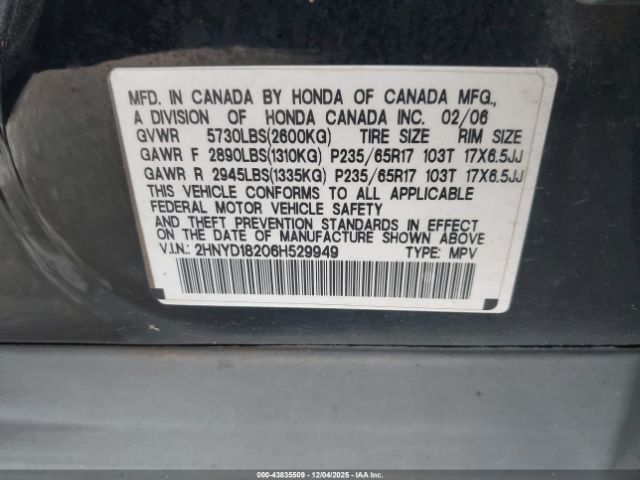 MFD. IN CANADA BY HONDA OF CANADA MFG.,
A DIVISION OF HONDA CANADA INC. 02/06
GVWR 5730LBS(2600KG) TIRE SIZE RIM SIZE
GAWR F 2890LBS(1310KG) P235/65R17 103T 17X6.5JJ
GAWR R 2945LBS(1335KG) P235/65R17 103T 17X6.5JJ
THIS VEHICLE CONFORMS TO ALL APPLICABLE
FEDERAL MOTOR VEHICLE SAFETY
AND THEFT PREVENTION STANDARDS IN EFFECT
ON THE DATE OF MANUFACTURE SHOWN ABOVE
V.I.N.: 2HNYD18206H529949 TYPE: MPV
000-43835509 - 12/04/2025 - IAAI.COM